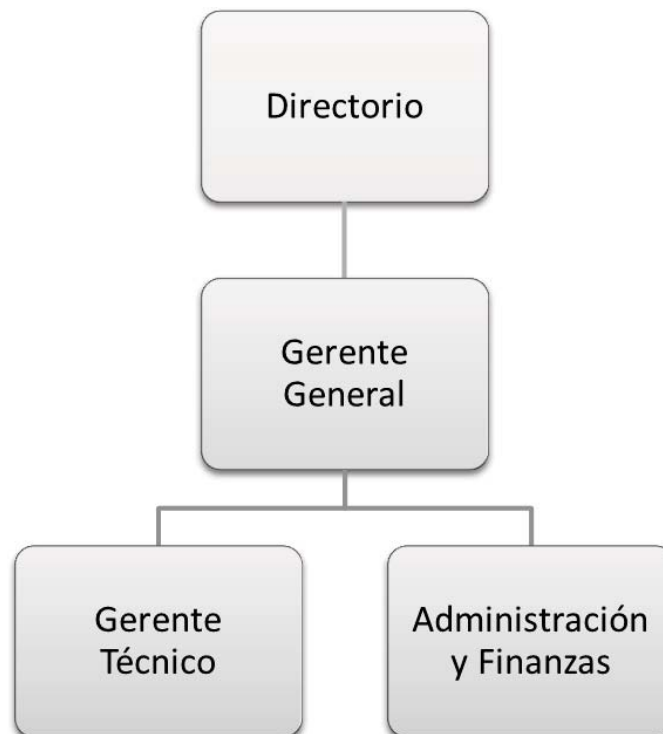 Directorio
Gerente
General
Gerente
Técnico
Administración
y Finanzas